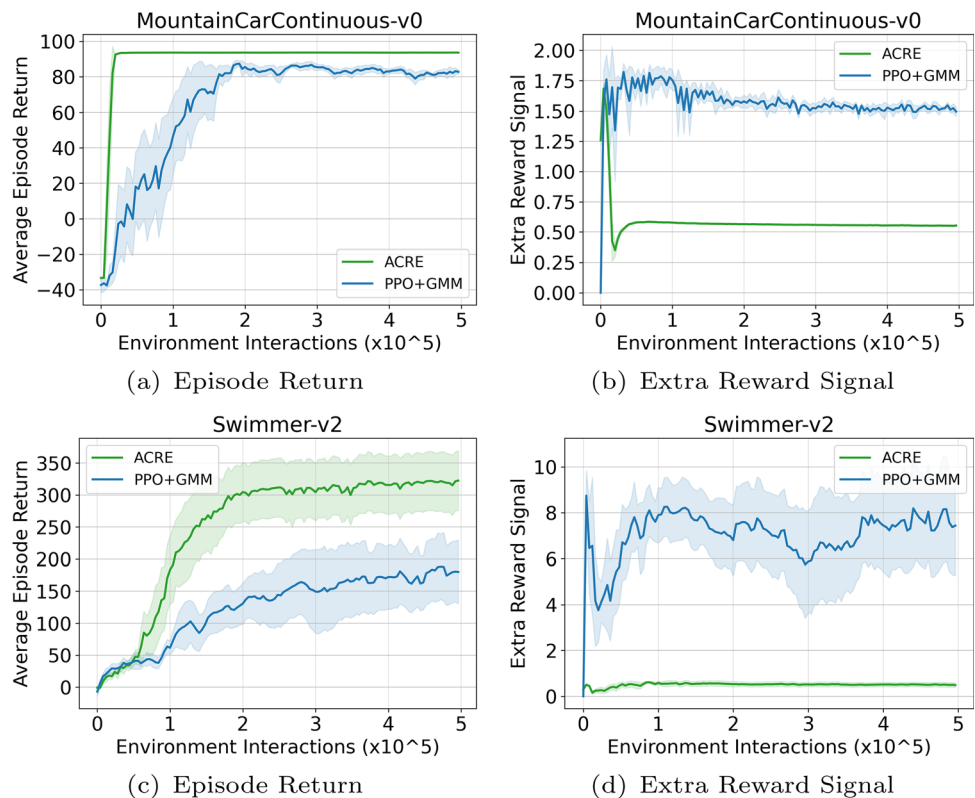 MountainCarContinuous-v0
Average Episode Return
100
80
60
40
20
0
−20
−40
ACRE
PPO+GMM
0 1 2 3 4 5
Environment Interactions (x10^5)
(a) Episode Return
MountainCarContinuous-v0
Extra Reward Signal
2.00
1.75
1.50
1.25
1.00
0.75
0.50
0.25
0.00
ACRE
PPO+GMM
0 1 2 3 4 5
Environment Interactions (x10^5)
(b) Extra Reward Signal
Swimmer-v2
Average Episode Return
350
300
250
200
150
100
50
0
ACRE
PPO+GMM
0 1 2 3 4 5
Environment Interactions (x10^5)
(c) Episode Return
Swimmer-v2
Extra Reward Signal
10
8
6
4
2
0
ACRE
PPO+GMM
0 1 2 3 4 5
Environment Interactions (x10^5)
(d) Extra Reward Signal